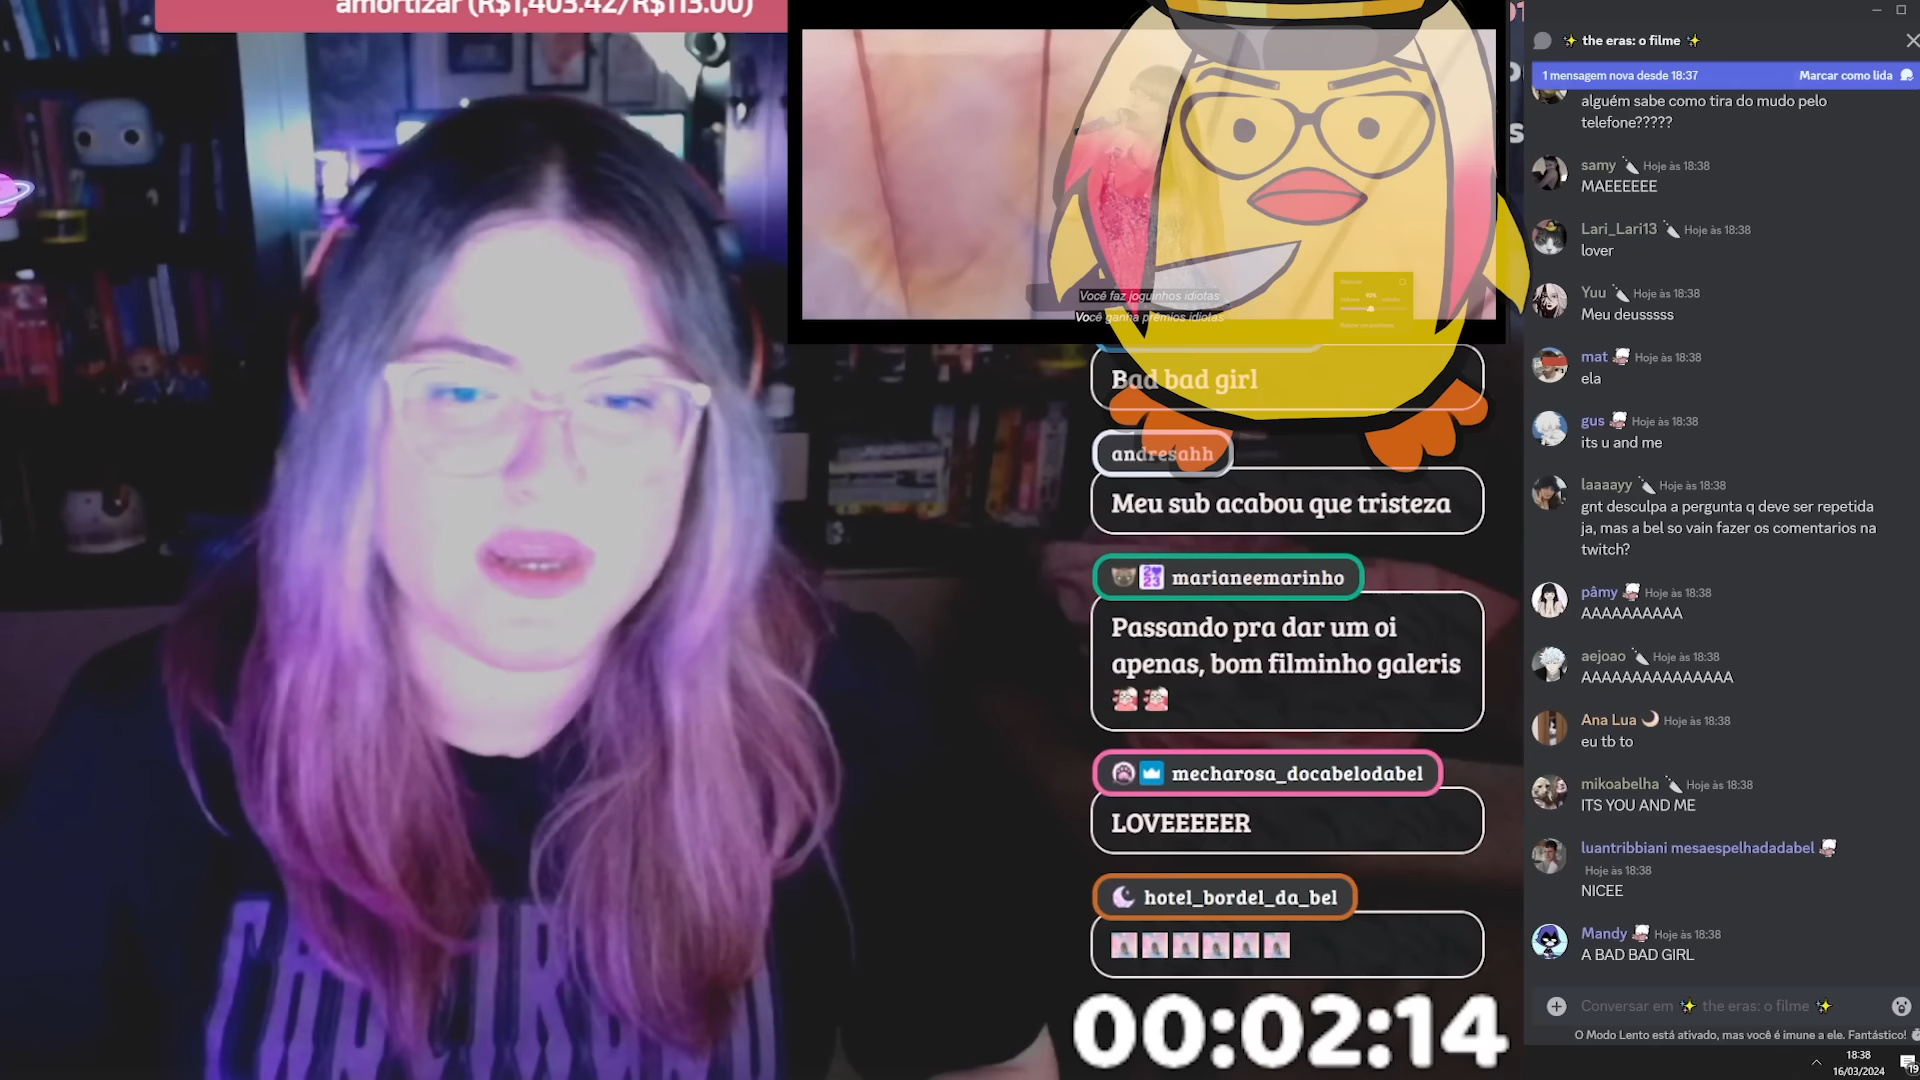 amortizar (R$1,403.42/R$113.00)
Você faz joguinhos idiotas
Você ganha prêmios idiotas
Bad bad girl
andresahh
Meu sub acabou que tristeza
marianeemarinho
Passando pra dar um oi
apenas, bom filminho galeris
mecharosa_docabelodabel
LOVEEEEER
hotel_bordel_da_bel
00:02:14
✨ the eras: o filme ✨
1 mensagem nova desde 18:37 Marcar como lida
alguém sabe como tira do mudo pelo
telefone?????
samy Hoje às 18:38
MAEEEEEE
Lari_Lari13 Hoje às 18:38
lover
Yuu Hoje às 18:38
Meu deusssss
mat Hoje às 18:38
ela
gus Hoje às 18:38
its u and me
laaaayy Hoje às 18:38
gnt desculpa a pergunta q deve ser repetida
ja, mas a bel so vain fazer os comentarios na
twitch?
pâmy Hoje às 18:38
AAAAAAAAAA
aejoao Hoje às 18:38
AAAAAAAAAAAAAAA
Ana Lua Hoje às 18:38
eu tb to
mikoabelha Hoje às 18:38
ITS YOU AND ME
luantribbiani mesaespelhadadabel
Hoje às 18:38
NICEE
Mandy Hoje às 18:38
A BAD BAD GIRL
Conversar em ✨ the eras: o filme ✨
O Modo Lento está ativado, mas você é imune a ele. Fantástico!
18:38
16/03/2024
19